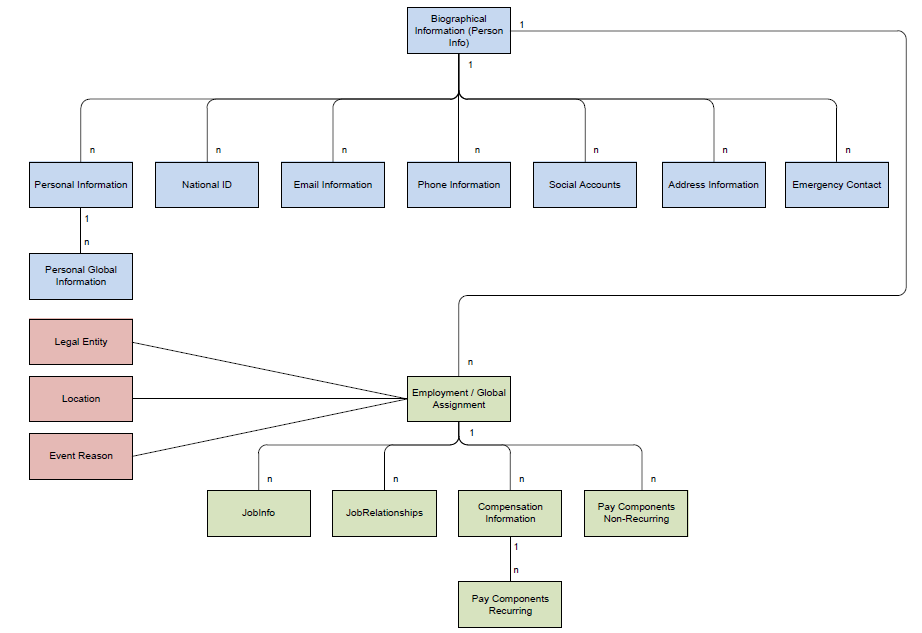 Biographical
Information (Person
Info)
1
1
n
n
n
n
n
n
n
Personal Information
National ID
Email Information
Phone Information
Social Accounts
Address Information
Emergency Contact
1
n
Personal Global
Information
Legal Entity
Location
Event Reason
n
Employment / Global
Assignment
1
n
n
n
n
JobInfo
JobRelationships
Compensation
Information
Pay Components
Non-Recurring
1
n
Pay Components
Recurring